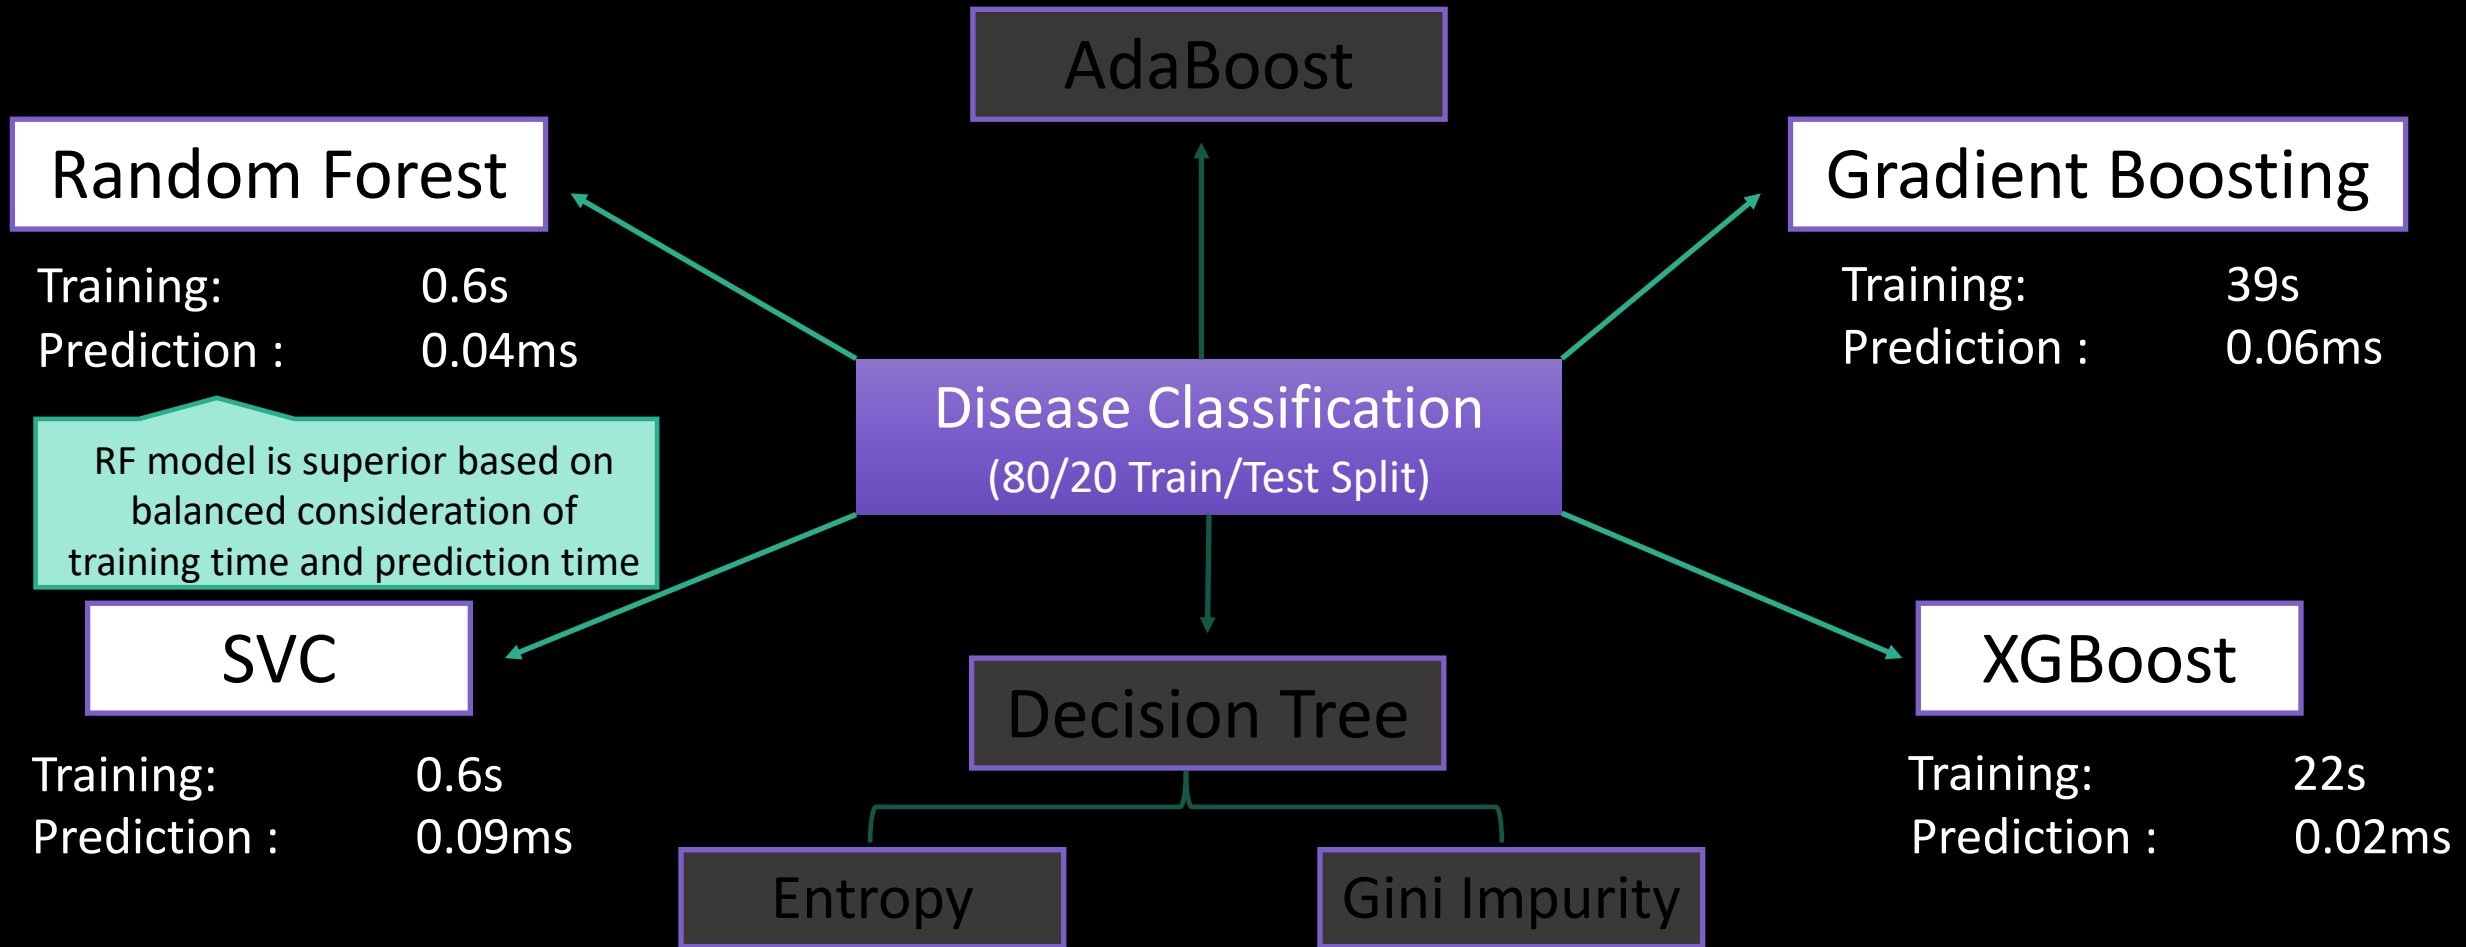 AdaBoost
Random Forest
Training: 0.6s
Prediction : 0.04ms
RF model is superior based on
balanced consideration of
training time and prediction time
Gradient Boosting
Training: 39s
Prediction : 0.06ms
Disease Classification
(80/20 Train/Test Split)
SVC
Training: 0.6s
Prediction : 0.09ms
Decision Tree
Entropy
Gini Impurity
XGBoost
Training: 22s
Prediction : 0.02ms